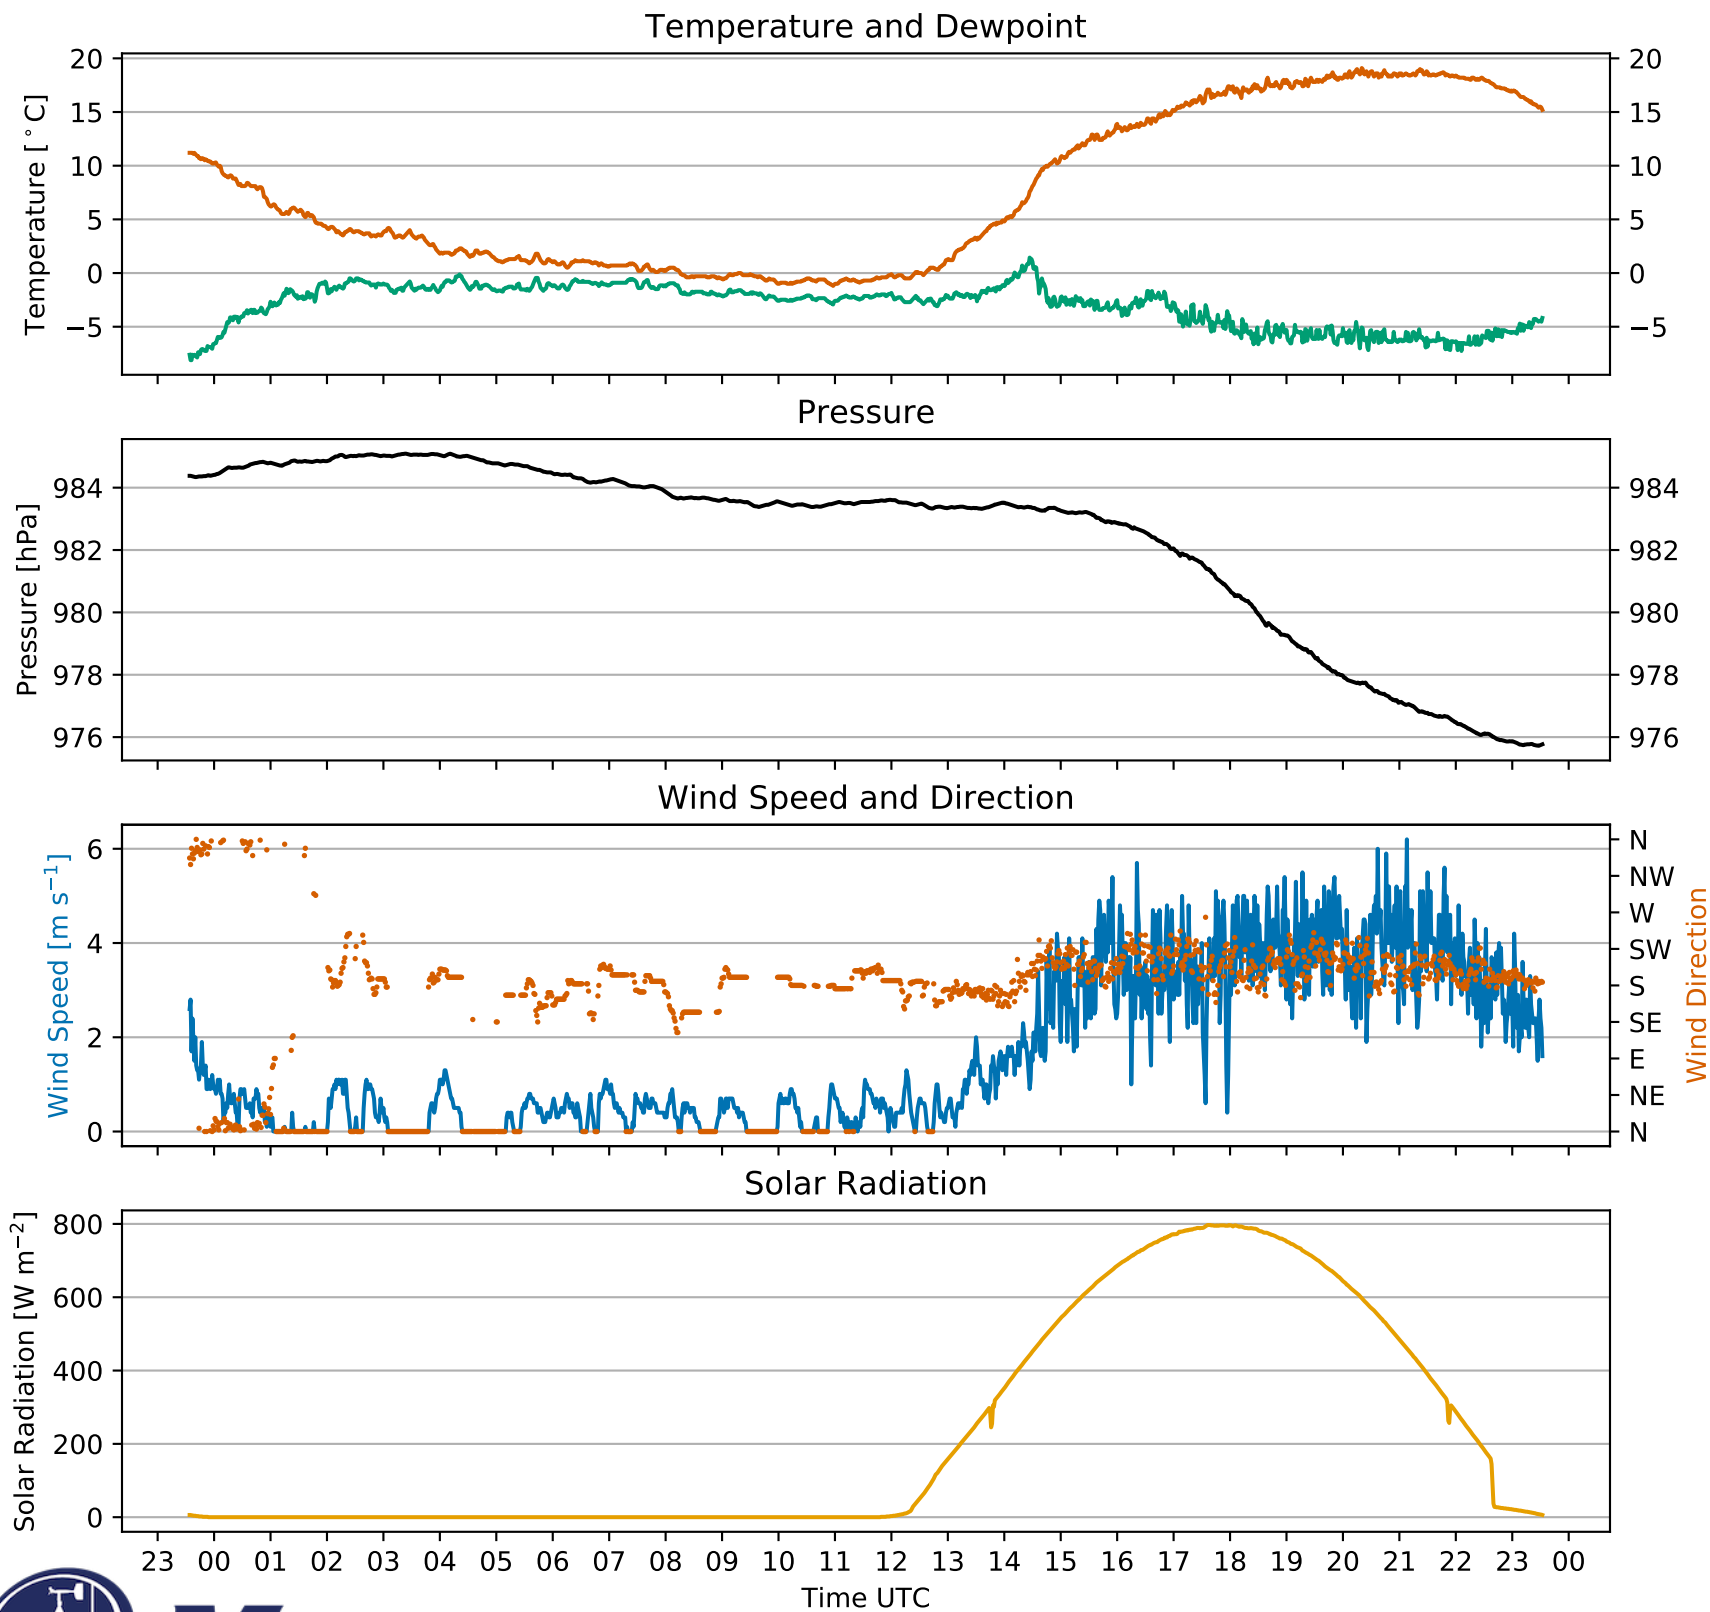 Temperature and Dewpoint
Temperature [°C]
20 20
15 15
10 10
5 5
0 0
−5 −5
Pressure
Pressure [hPa]
984 984
982 982
980 980
978 978
976 976
Wind Speed and Direction
Wind Speed [m s⁻¹]
Wind Direction
6
4
2
0
N
NW
W
SW
S
SE
E
NE
N
Solar Radiation
Solar Radiation [W m⁻²]
800
600
400
200
0
23 00 01 02 03 04 05 06 07 08 09 10 11 12 13 14 15 16 17 18 19 20 21 22 23 00
Time UTC